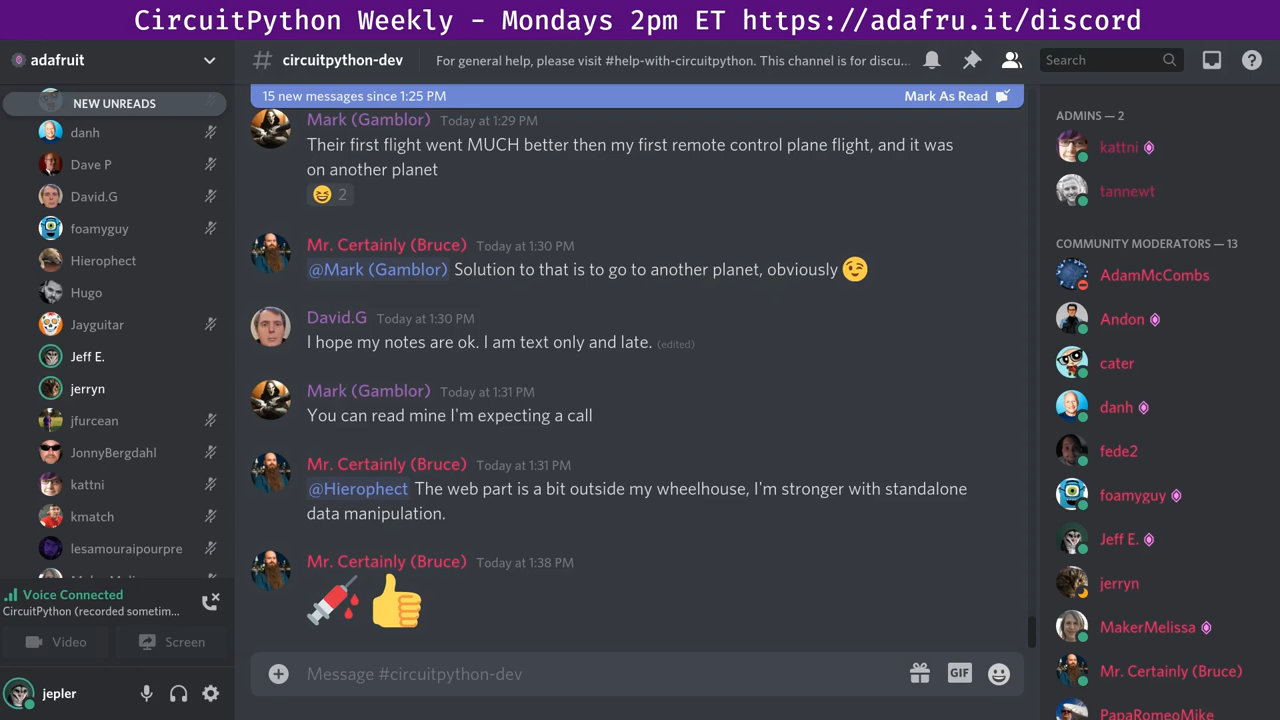 CircuitPython Weekly - Mondays 2pm ET https://adafru.it/discord
adafruit
NEW UNREADS
danh
Dave P
David.G
foamyguy
Hierophect
Hugo
Jayguitar
Jeff E.
jerryn
jfurcean
JonnyBergdahl
kattni
kmatch
lesamouraipourpre
Voice Connected
CircuitPython (recorded sometim...
Video
Screen
jepler
# circuitpython-dev
For general help, please visit #help-with-circuitpython. This channel is for discu...
Search
15 new messages since 1:25 PM
Mark As Read
Mark (Gamblor) Today at 1:29 PM
Their first flight went MUCH better then my first remote control plane flight, and it was
on another planet
😆 2
Mr. Certainly (Bruce) Today at 1:30 PM
@Mark (Gamblor) Solution to that is to go to another planet, obviously 😉
David.G Today at 1:30 PM
I hope my notes are ok. I am text only and late. (edited)
Mark (Gamblor) Today at 1:31 PM
You can read mine I'm expecting a call
Mr. Certainly (Bruce) Today at 1:31 PM
@Hierophect The web part is a bit outside my wheelhouse, I'm stronger with standalone
data manipulation.
Mr. Certainly (Bruce) Today at 1:38 PM
💉 👍
Message #circuitpython-dev
GIF
ADMINS — 2
kattni
tannewt
COMMUNITY MODERATORS — 13
AdamMcCombs
Andon
cater
danh
fede2
foamyguy
Jeff E.
jerryn
MakerMelissa
Mr. Certainly (Bruce)
PapaRomeoMike